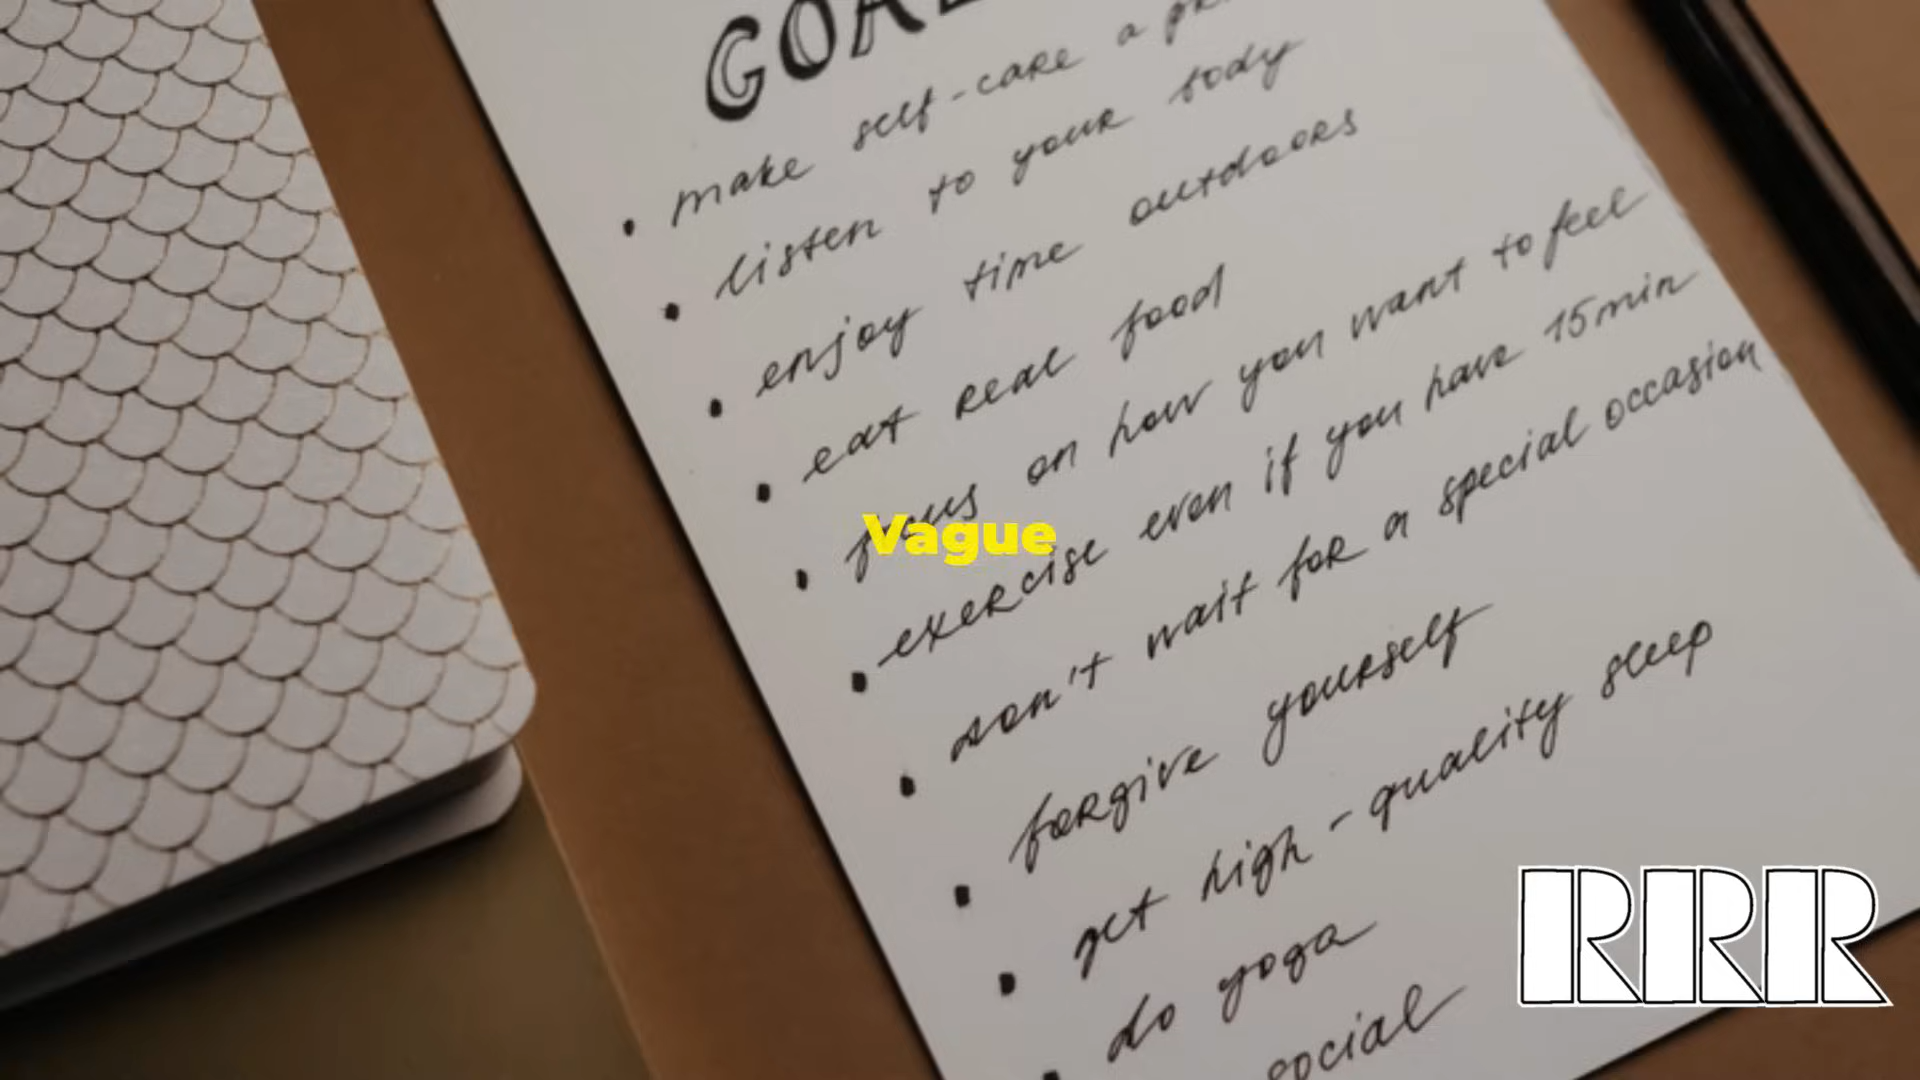 GOAL
make self-care a pri
listen to your body
enjoy time outdoors
eat real food
focus on how you want to feel
exercise even if you have 15min
don't wait for a special occasion
forgive yourself
get high-quality sleep
do yoga
social
Vague
RRR